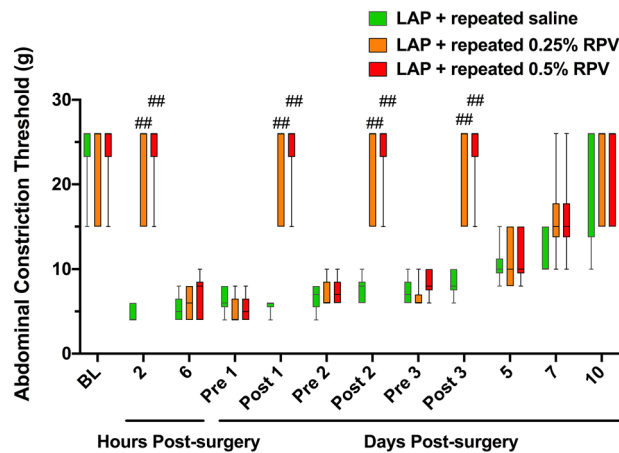 LAP + repeated saline
LAP + repeated 0.25% RPV
LAP + repeated 0.5% RPV
Abdominal Constriction Threshold (g)
30
20
10
0
## ## ## ##
## ## ## ##
BL 2 6 Pre 1 Post 1 Pre 2 Post 2 Pre 3 Post 3 5 7 10
Hours Post-surgery Days Post-surgery